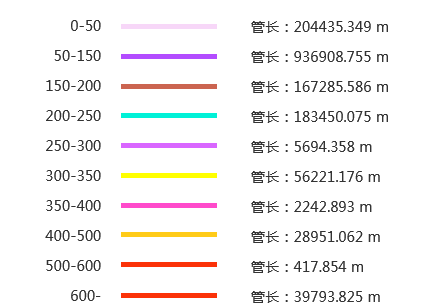 0-50 管长：204435.349 m
50-150 管长：936908.755 m
150-200 管长：167285.586 m
200-250 管长：183450.075 m
250-300 管长：5694.358 m
300-350 管长：56221.176 m
350-400 管长：2242.893 m
400-500 管长：28951.062 m
500-600 管长：417.854 m
600- 管长：39793.825 m